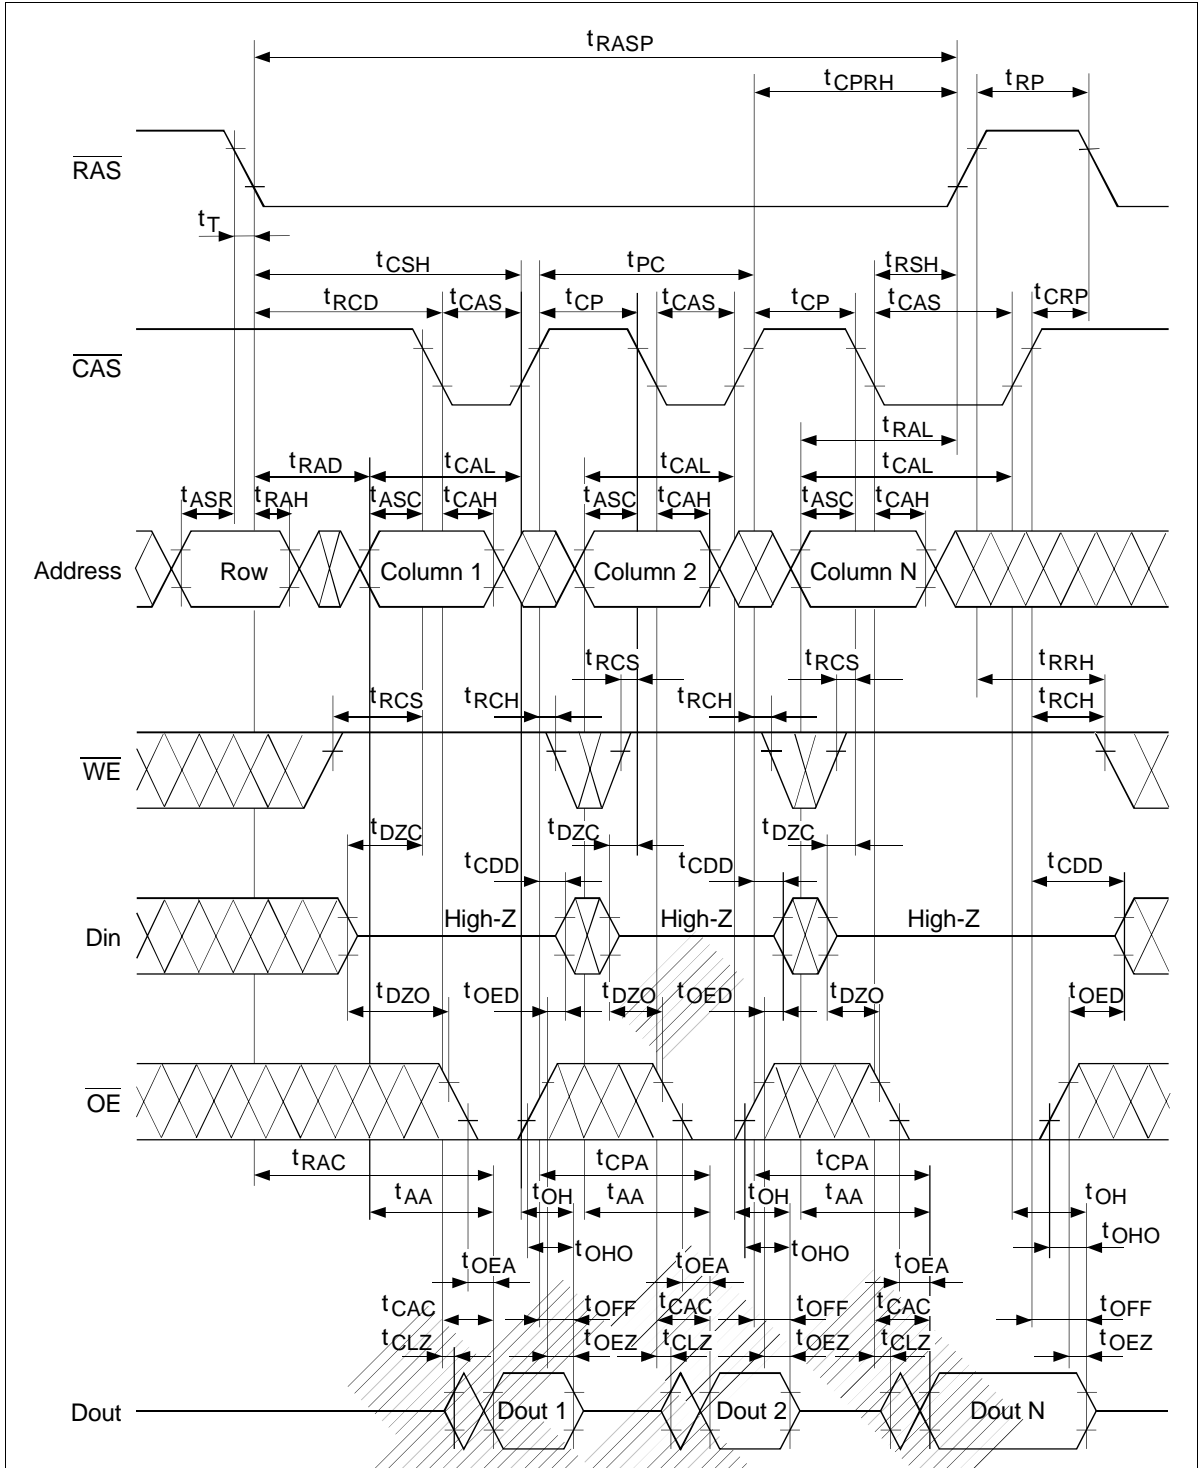 tRASP
tCPRH tRP
RAS
tT
tCSH tPC tRSH
tRCD tCAS tCP tCAS tCP tCAS tCRP
CAS
tRAL
tRAD tCAL tCAL tCAL
tASR tRAH tASC tCAH tASC tCAH tASC tCAH
Address Row Column 1 Column 2 Column N
tRCS tRCS tRRH
tRCS tRCH tRCH tRCH
WE
tDZC tDZC tDZC
tCDD tCDD tCDD
High-Z High-Z High-Z
Din
tDZO tOED tDZO tOED tDZO tOED
OE
tRAC tCPA tCPA
tAA tOH tAA tOH tAA tOH
tOHO tOHO tOHO
tOEA tOEA tOEA
tCAC tOFF tCAC tOFF tCAC tOFF
tCLZ tOEZ tCLZ tOEZ tCLZ tOEZ
Dout Dout 1 Dout 2 Dout N